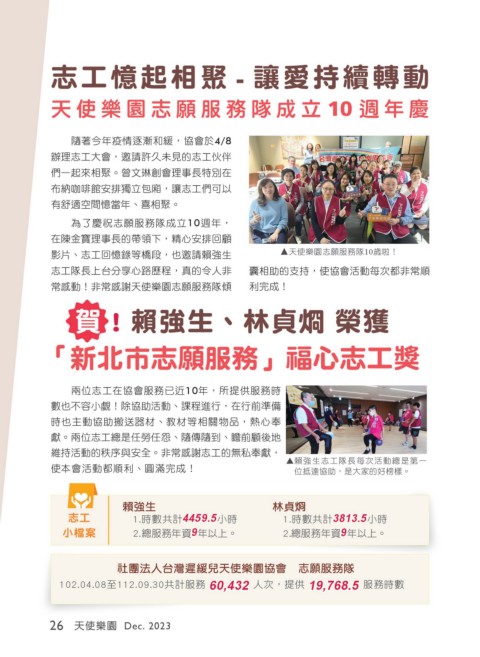 志工憶起相聚 - 讓愛持續轉動
天使樂園志願服務隊成立 10 週年慶
隨著今年疫情逐漸和緩，協會於4/8
辦理志工大會，邀請許久未見的志工伙伴
們一起來相聚。曾文琳創會理事長特別在
布納咖啡館安排獨立包廂，讓志工們可以
有舒適空間憶當年、喜相聚。
為了慶祝志願服務隊成立10週年，
在陳金寶理事長的帶領下，精心安排回顧
影片、志工回憶錄等橋段，也邀請賴強生
志工隊長上台分享心路歷程，真的令人非
常感動！非常感謝天使樂園志願服務隊傾
▲天使樂園志願服務隊10歲啦！
囊相助的支持，使協會活動每次都非常順
利完成！
賀！賴強生、林貞烱 榮獲
「新北市志願服務」福心志工獎
兩位志工在協會服務已近10年，所提供服務時
數也不容小覷！除協助活動、課程進行，在行前準備
時也主動協助搬送器材、教材等相關物品，熱心奉
獻。兩位志工總是任勞任怨、隨傳隨到、瞻前顧後地
維持活動的秩序與安全。非常感謝志工的無私奉獻，
使本會活動都順利、圓滿完成！
▲賴強生志工隊長每次活動總是第一
位抵達協助，是大家的好榜樣。
志工
小檔案
賴強生
1.時數共計4459.5小時
2.總服務年資9年以上。
林貞烱
1.時數共計3813.5小時
2.總服務年資9年以上。
社團法人台灣遲緩兒天使樂園協會 志願服務隊
102.04.08至112.09.30共計服務 60,432 人次，提供 19,768.5 服務時數
26 天使樂園 Dec. 2023